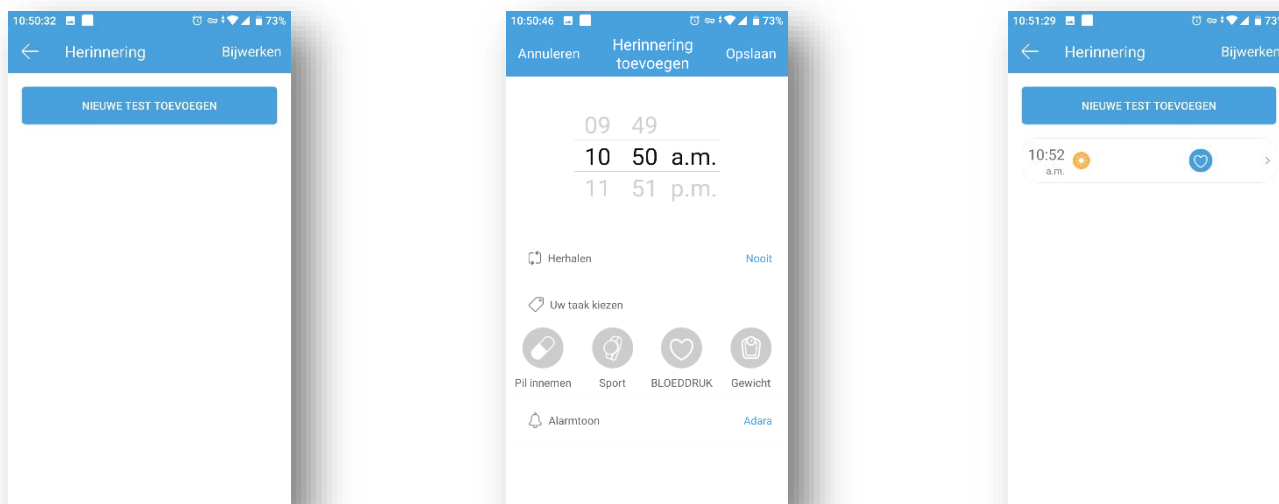 10:50:32 73%
Herinnering Bijwerken
NIEUWE TEST TOEVOEGEN
10:50:46 73%
Annuleren Herinnering toevoegen Opslaan
09 49
10 50 a.m.
11 51 p.m.
Herhalen Nooit
Uw taak kiezen
Pil innemen Sport BLOEDDRUK Gewicht
Alarmtoon Adara
10:51:29 73%
Herinnering Bijwerken
NIEUWE TEST TOEVOEGEN
10:52
a.m.